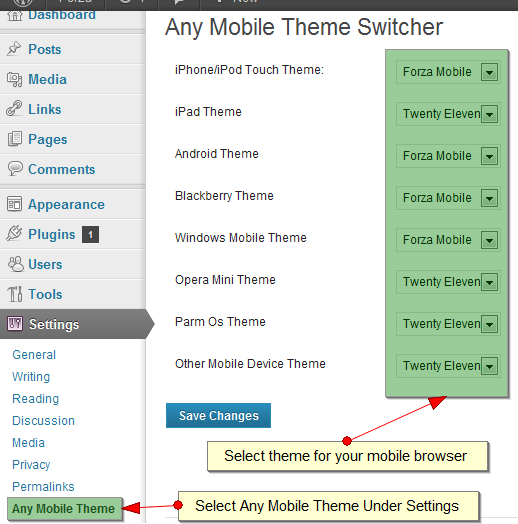 Forza
New
Dashboard
Posts
Media
Links
Pages
Comments
Appearance
Plugins 1
Users
Tools
Settings
General
Writing
Reading
Discussion
Media
Privacy
Permalinks
Any Mobile Theme
Any Mobile Theme Switcher
iPhone/iPod Touch Theme: Forza Mobile
iPad Theme Twenty Eleven
Android Theme Forza Mobile
Blackberry Theme Forza Mobile
Windows Mobile Theme Forza Mobile
Opera Mini Theme Twenty Eleven
Parm Os Theme Twenty Eleven
Other Mobile Device Theme Twenty Eleven
Save Changes
Select theme for your mobile browser
Select Any Mobile Theme Under Settings